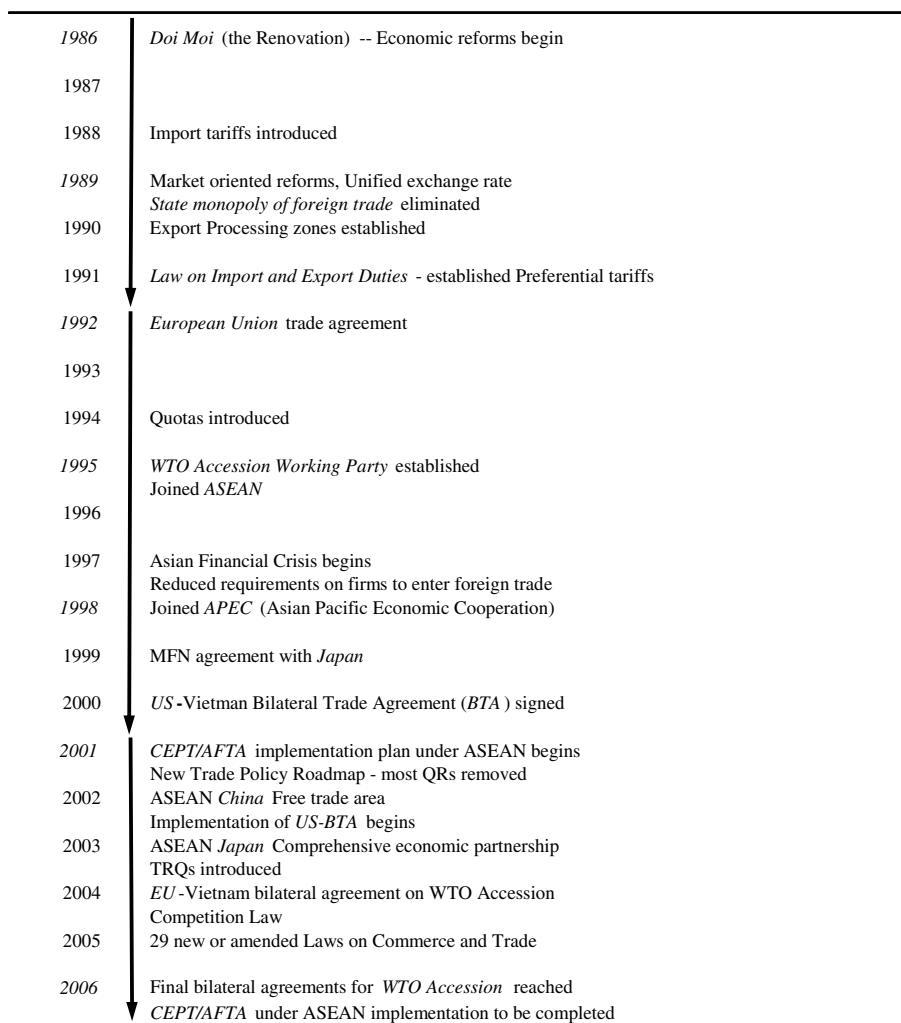 1986 Doi Moi (the Renovation) -- Economic reforms begin
1987
1988 Import tariffs introduced
1989 Market oriented reforms, Unified exchange rate
State monopoly of foreign trade eliminated
1990 Export Processing zones established
1991 Law on Import and Export Duties - established Preferential tariffs
1992 European Union trade agreement
1993
1994 Quotas introduced
1995 WTO Accession Working Party established
Joined ASEAN
1996
1997 Asian Financial Crisis begins
Reduced requirements on firms to enter foreign trade
1998 Joined APEC (Asian Pacific Economic Cooperation)
1999 MFN agreement with Japan
2000 US-Vietman Bilateral Trade Agreement (BTA) signed
2001 CEPT/AFTA implementation plan under ASEAN begins
New Trade Policy Roadmap - most QRs removed
2002 ASEAN China Free trade area
Implementation of US-BTA begins
2003 ASEAN Japan Comprehensive economic partnership
TRQs introduced
2004 EU-Vietnam bilateral agreement on WTO Accession
Competition Law
2005 29 new or amended Laws on Commerce and Trade
2006 Final bilateral agreements for WTO Accession reached
CEPT/AFTA under ASEAN implementation to be completed